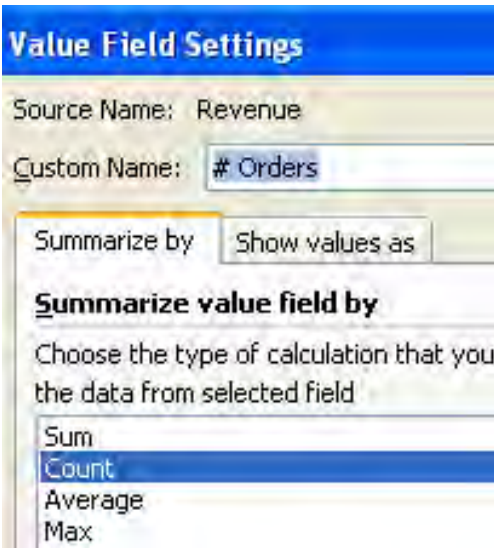 Value Field Settings
Source Name: Revenue
Custom Name: # Orders
Summarize by Show values as
Summarize value field by
Choose the type of calculation that you
the data from selected field
Sum
Count
Average
Max